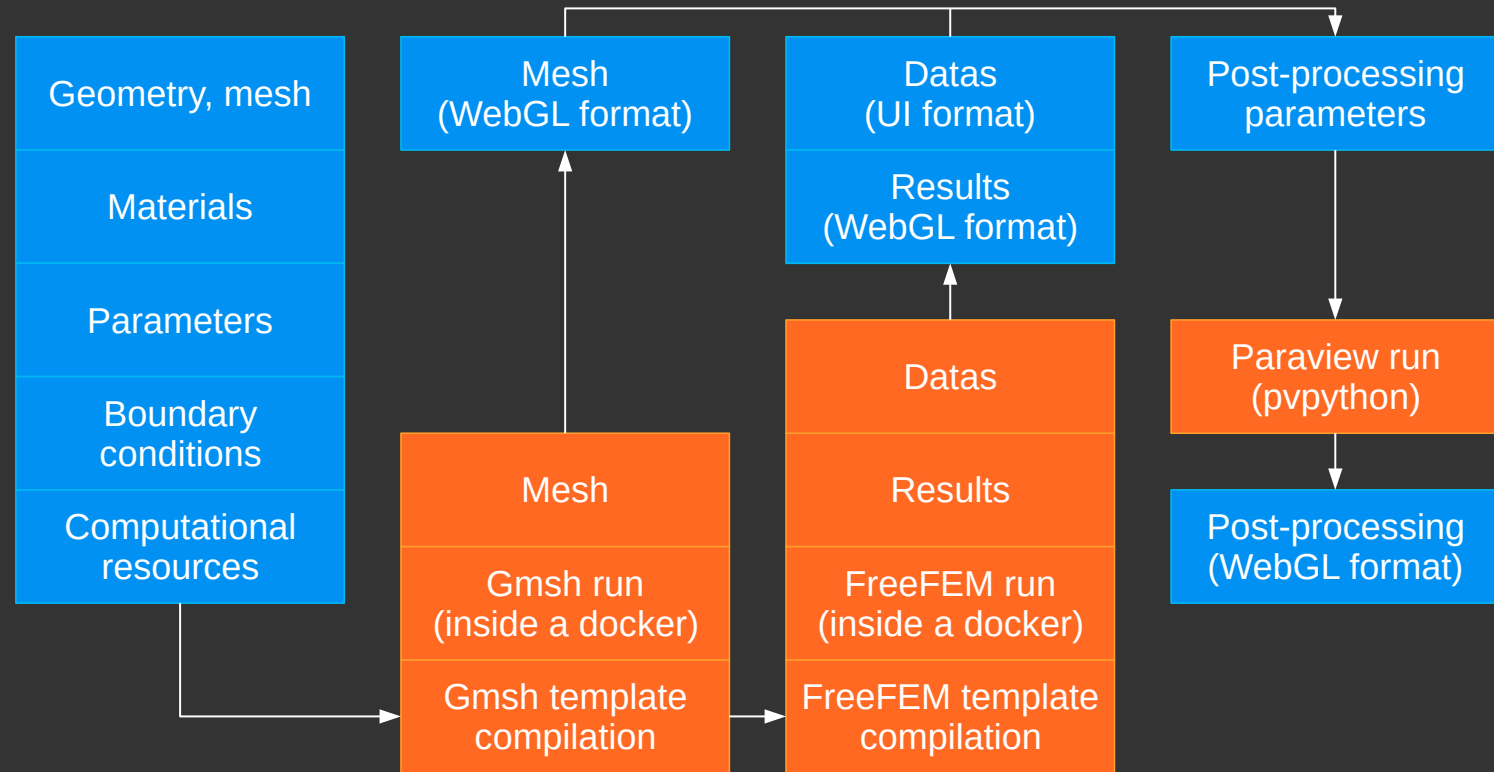 Geometry, mesh
Materials
Parameters
Boundary
conditions
Computational
resources
Mesh
(WebGL format)
Mesh
Gmsh run
(inside a docker)
Gmsh template
compilation
Datas
(UI format)
Results
(WebGL format)
Datas
Results
FreeFEM run
(inside a docker)
FreeFEM template
compilation
Post-processing
parameters
Paraview run
(pvpython)
Post-processing
(WebGL format)